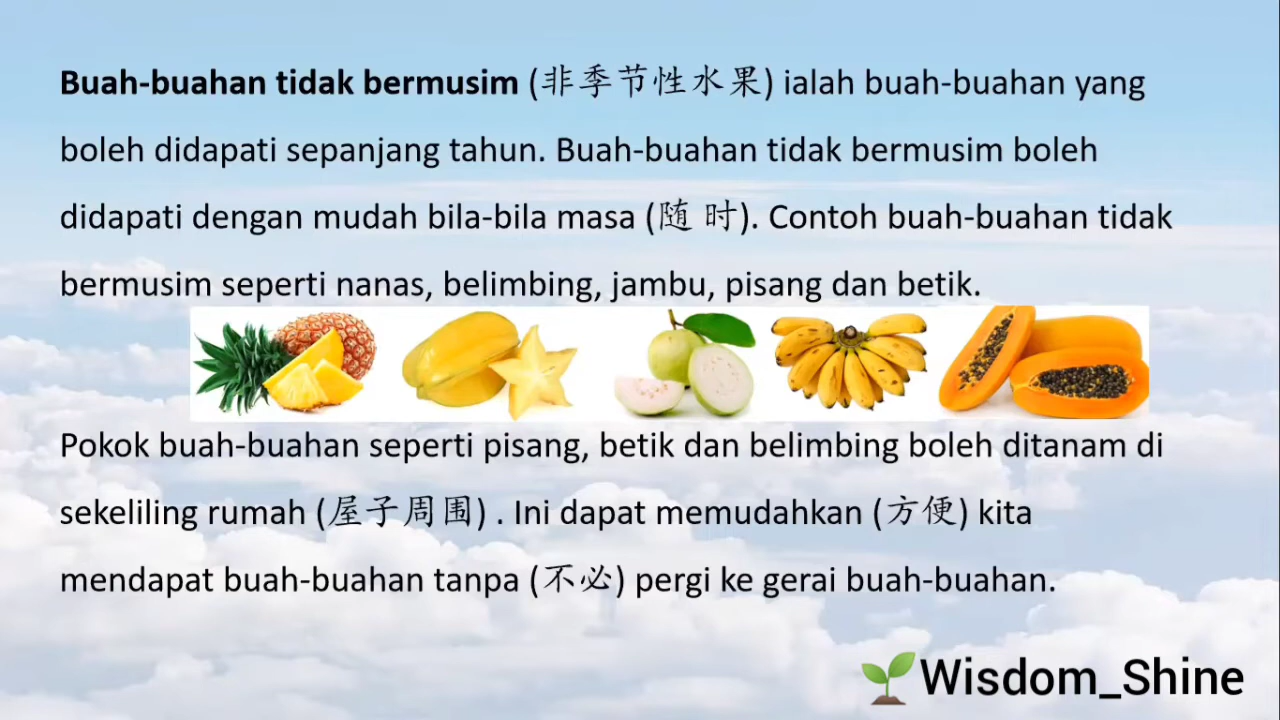 Buah-buahan tidak bermusim (非季节性水果) ialah buah-buahan yang
boleh didapati sepanjang tahun. Buah-buahan tidak bermusim boleh
didapati dengan mudah bila-bila masa (随 时). Contoh buah-buahan tidak
bermusim seperti nanas, belimbing, jambu, pisang dan betik.
Pokok buah-buahan seperti pisang, betik dan belimbing boleh ditanam di
sekeliling rumah (屋子周围) . Ini dapat memudahkan (方便) kita
mendapat buah-buahan tanpa (不必) pergi ke gerai buah-buahan.
Wisdom_Shine